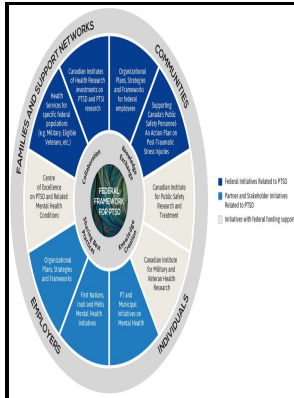 FAMILIES AND SUPPORT NETWORKS
COMMUNITIES
Health
Services for
specific federal
populations
(e.g. Military, Eligible
Veterans, etc.)
Canadian Institutes
of Health Research
investments on
PTSD and PTSI
research
Organizational
Plans, Strategies
and Frameworks
for federal
employees
Supporting
Canada's Public
Safety Personnel:
An Action Plan on
Post-Traumatic
Stress Injuries
Collaboration
Knowledge
Exchange
Centre
of Excellence
on PTSD and Related
Mental Health
Conditions
FEDERAL
FRAMEWORK
FOR PTSD
Canadian Institute
for Public Safety
Research and
Treatment
Federal Initiatives Related to PTSD
Partner and Stakeholder Initiatives
Related to PTSD
Initiatives with federal funding support
Sharing Best
Practices
Knowledge
Creation
Organizational
Plans, Strategies
and Frameworks
First Nations,
Inuit and Métis
Mental Health
Initiatives
PT and
Municipal
Initiatives on
Mental Health
Canadian Institute
for Military and
Veteran Health
Research
EMPLOYERS
INDIVIDUALS